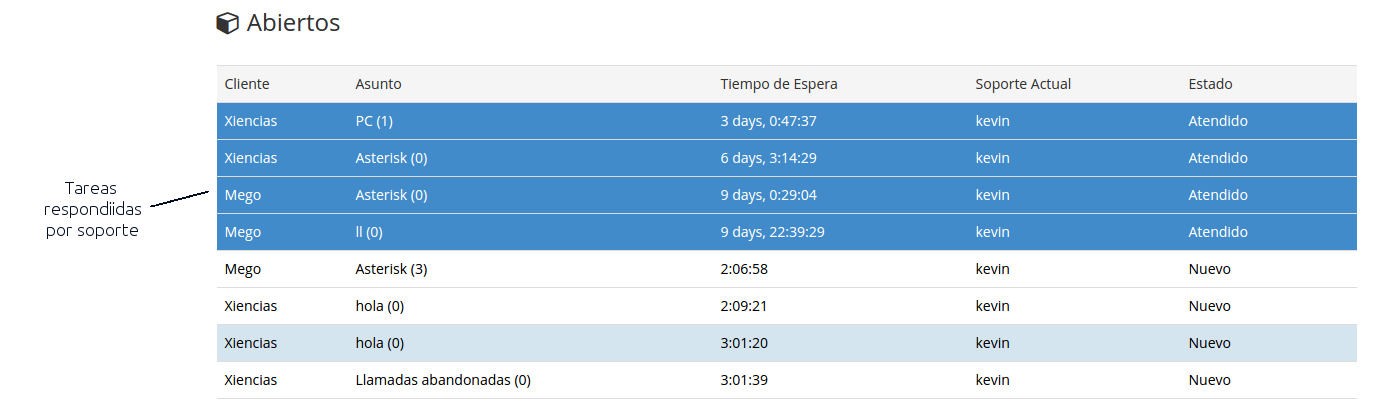 Abiertos
Cliente Asunto Tiempo de Espera Soporte Actual Estado
Xiencias PC (1) 3 days, 0:47:37 kevin Atendido
Xiencias Asterisk (0) 6 days, 3:14:29 kevin Atendido
Mego Asterisk (0) 9 days, 0:29:04 kevin Atendido
Mego ll (0) 9 days, 22:39:29 kevin Atendido
Mego Asterisk (3) 2:06:58 kevin Nuevo
Xiencias hola (0) 2:09:21 kevin Nuevo
Xiencias hola (0) 3:01:20 kevin Nuevo
Xiencias Llamadas abandonadas (0) 3:01:39 kevin Nuevo
Tareas
respondiidas
por soporte